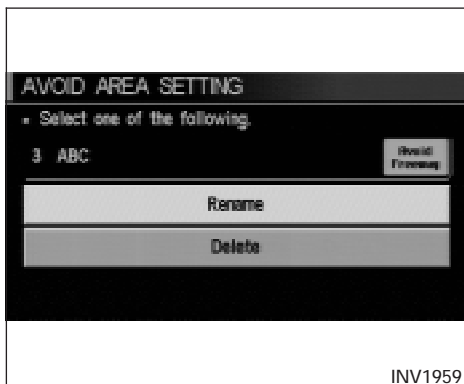 AVOID AREA SETTING
- Select one of the following.
3 ABC
Avoid
Freeway
Rename
Delete
INV1959